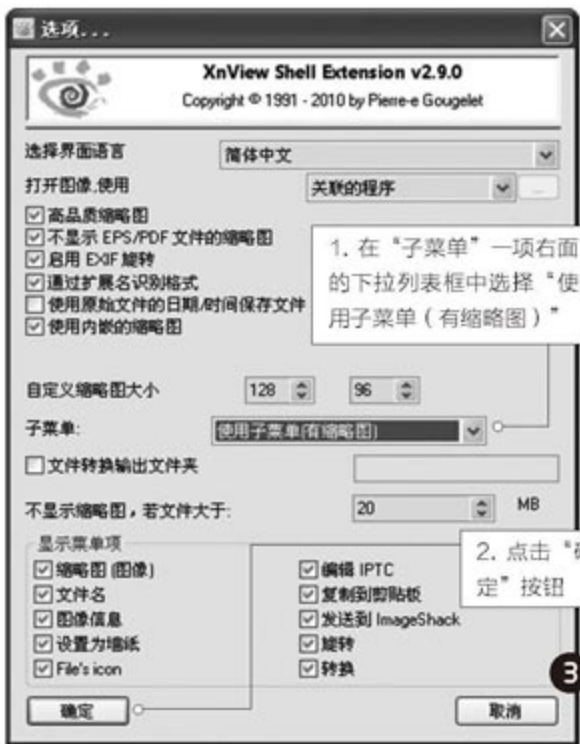 选项...
XnView Shell Extension v2.9.0
Copyright © 1991 - 2010 by Pierre-e Gougelet
选择界面语言 简体中文
打开图像,使用 关联的程序 ...
高品质缩略图
不显示 EPS/PDF 文件的缩略图
启用 EXIF 旋转
通过扩展名识别格式
使用原始文件的日期/时间保存文件
使用内嵌的缩略图
1. 在“子菜单”一项右面
的下拉列表框中选择“使
用子菜单(有缩略图)”
自定义缩略图大小 128 96
子菜单: 使用子菜单(有缩略图)
文件转换输出文件夹
不显示缩略图,若文件大于: 20 MB
显示菜单项
缩略图 (图像) 编辑 IPTC
文件名 复制到剪贴板
图像信息 发送到 ImageShack
设置为墙纸 旋转
File's icon 转换
2. 点击“确
定”按钮
3
确定 取消